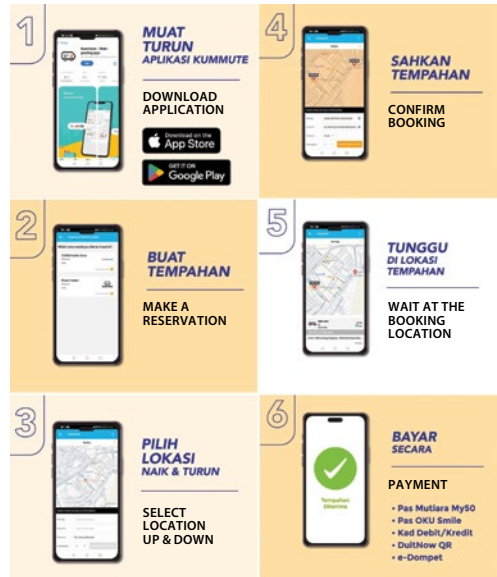 1
MUAT
TURUN
APLIKASI KUMMUTE
DOWNLOAD
APPLICATION
Download on the
App Store
GET IT ON
Google Play
2
BUAT
TEMPAHAN
MAKE A
RESERVATION
3
PILIH
LOKASI
NAIK & TURUN
SELECT
LOCATION
UP & DOWN
4
SAHKAN
TEMPAHAN
CONFIRM
BOOKING
5
TUNGGU
DI LOKASI
TEMPAHAN
WAIT AT THE
BOOKING
LOCATION
6
Tempahan
Diterima
BAYAR
SECARA
PAYMENT
• Pas Mutiara My50
• Pas OKU Smile
• Kad Debit/Kredit
• DuitNow QR
• e-Dompet